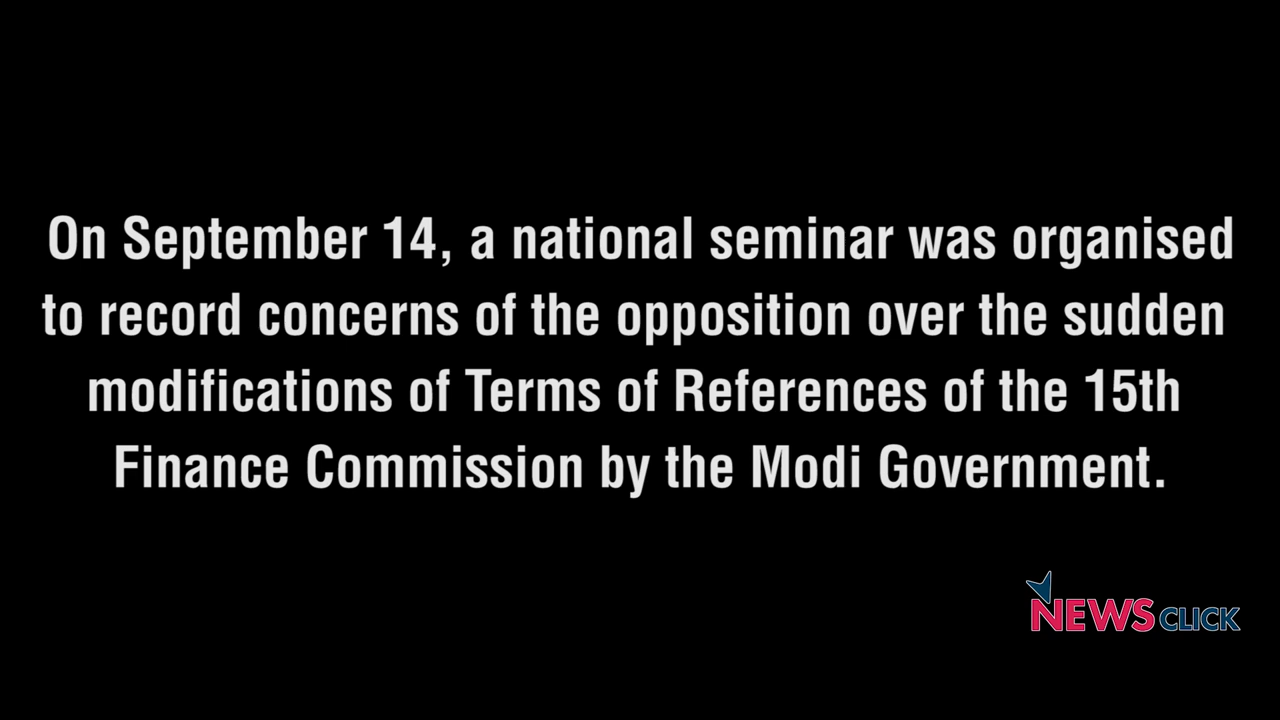 On September 14, a national seminar was organised
to record concerns of the opposition over the sudden
modifications of Terms of References of the 15th
Finance Commission by the Modi Government.
NEWSCLICK